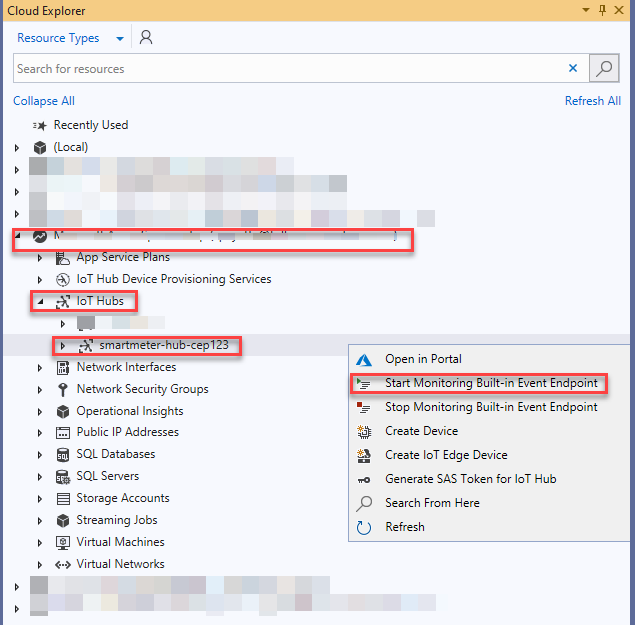 Cloud Explorer
Resource Types
Search for resources
Collapse All Refresh All
Recently Used
(Local)
App Service Plans
IoT Hub Device Provisioning Services
IoT Hubs
smartmeter-hub-cep123
Network Interfaces
Network Security Groups
Operational Insights
Public IP Addresses
SQL Databases
SQL Servers
Storage Accounts
Streaming Jobs
Virtual Machines
Virtual Networks
Open in Portal
Start Monitoring Built-in Event Endpoint
Stop Monitoring Built-in Event Endpoint
Create Device
Create IoT Edge Device
Generate SAS Token for IoT Hub
Search From Here
Refresh